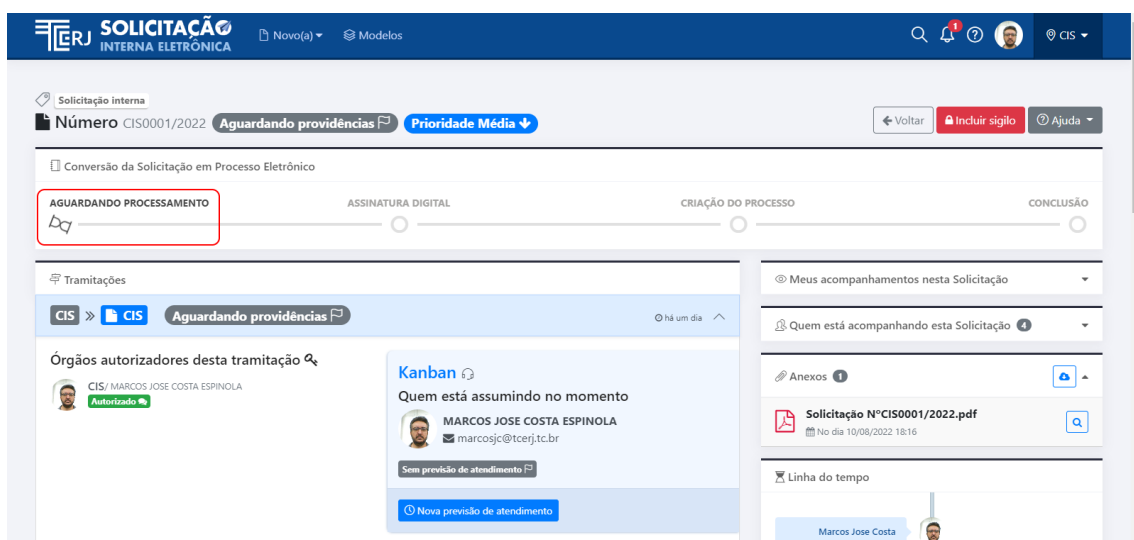 TCERJ SOLICITAÇÃO
INTERNA ELETRÔNICA
Novo(a)
Modelos
1
CIS
Solicitação interna
Número CIS0001/2022 Aguardando providências Prioridade Média
Voltar
Incluir sigilo
Ajuda
Conversão da Solicitação em Processo Eletrônico
AGUARDANDO PROCESSAMENTO
ASSINATURA DIGITAL
CRIAÇÃO DO PROCESSO
CONCLUSÃO
Tramitações
CIS » CIS Aguardando providências
há um dia
Órgãos autorizadores desta tramitação
CIS/ MARCOS JOSE COSTA ESPINOLA
Autorizado
Kanban
Quem está assumindo no momento
MARCOS JOSE COSTA ESPINOLA
marcosjc@tcerj.tc.br
Sem previsão de atendimento
Nova previsão de atendimento
Meus acompanhamentos nesta Solicitação
Quem está acompanhando esta Solicitação 4
Anexos 1
Solicitação NºCIS0001/2022.pdf
No dia 10/08/2022 18:16
Linha do tempo
Marcos Jose Costa